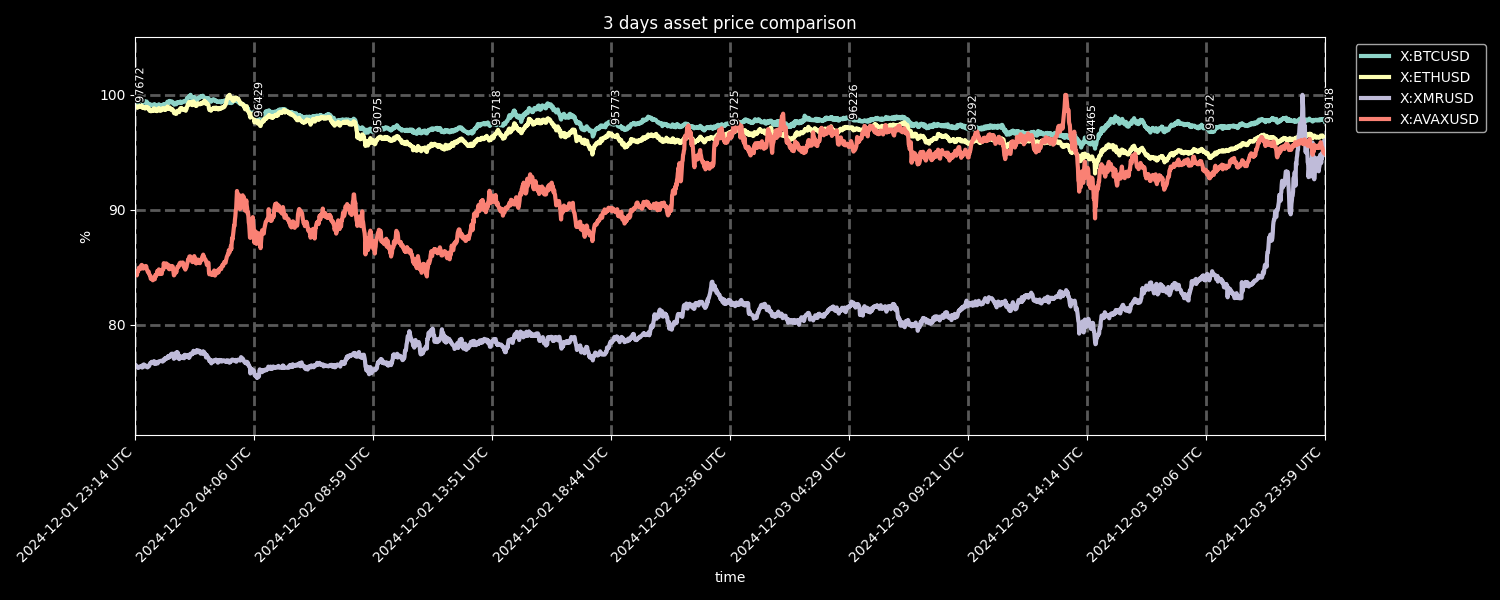 3 days asset price comparison
X:BTCUSD
X:ETHUSD
X:XMRUSD
X:AVAXUSD
100
90
80
%
97672
96429
95075
95718
95773
95725
96226
95292
94465
95372
95918
2024-12-01 23:14 UTC
2024-12-02 04:06 UTC
2024-12-02 08:59 UTC
2024-12-02 13:51 UTC
2024-12-02 18:44 UTC
2024-12-02 23:36 UTC
2024-12-03 04:29 UTC
2024-12-03 09:21 UTC
2024-12-03 14:14 UTC
2024-12-03 19:06 UTC
2024-12-03 23:59 UTC
time